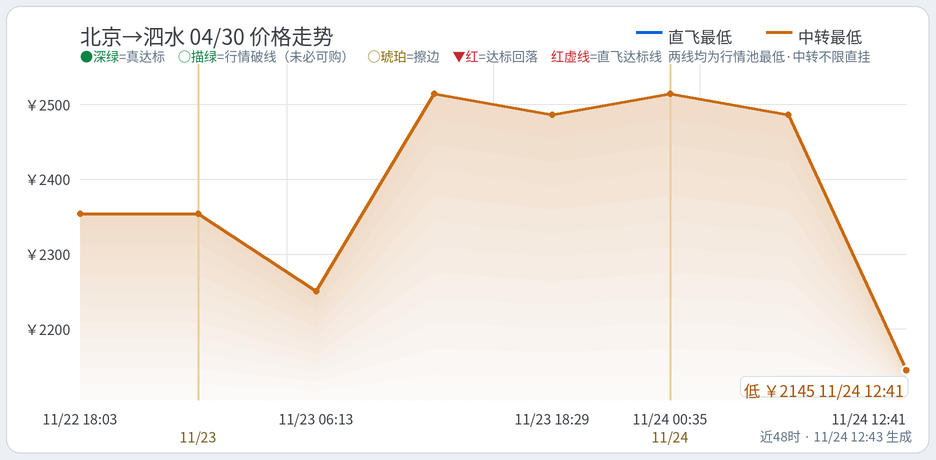 北京→泗水 04/30 价格走势
直飞最低 中转最低
●深绿=真达标 ○描绿=行情破线（未必可购） ○琥珀=擦边 ▼红=达标回落 红虚线=直飞达标线 两线均为行情池最低·中转不限直挂
￥2500
￥2400
￥2300
￥2200
低 ￥2145 11/24 12:41
11/22 18:03 11/23 06:13 11/23 18:29 11/24 00:35 11/24 12:41
11/23 11/24 近48时 · 11/24 12:43 生成